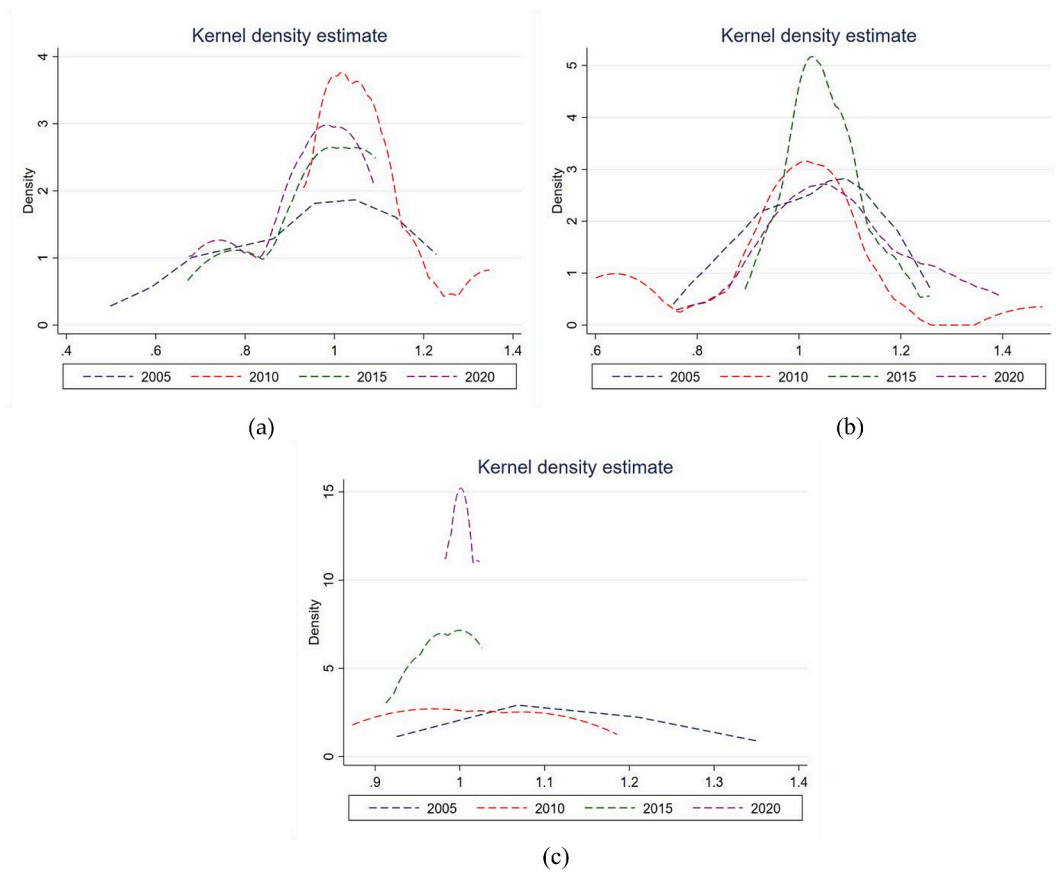 Kernel density estimate
Density
4
3
2
1
0
.4 .6 .8 1 1.2 1.4
2005 2010 2015 2020
(a)
Kernel density estimate
Density
5
4
3
2
1
0
.6 .8 1 1.2 1.4
2005 2010 2015 2020
(b)
Kernel density estimate
Density
15
10
5
0
.9 1 1.1 1.2 1.3 1.4
2005 2010 2015 2020
(c)